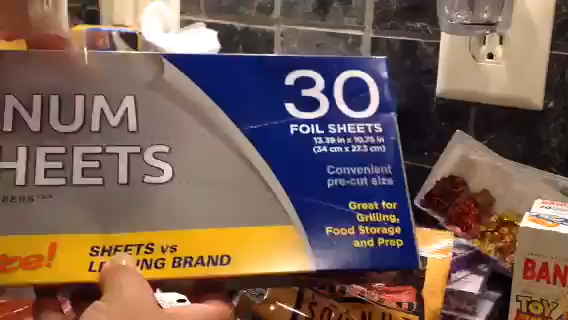 NUM
HEETS
SHEETS vs
LEADING BRAND
30
FOIL SHEETS
13.39 in x 10.75 in
(34 cm x 27.3 cm)
Convenient
pre-cut size
Great for
Grilling,
Food Storage
and Prep
BAN
TOY